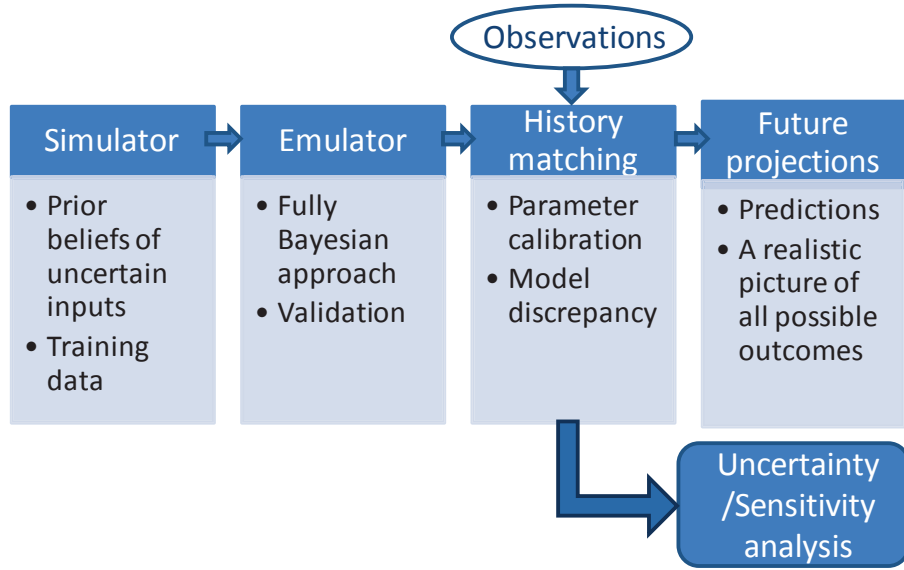 Observations
Simulator
• Prior
beliefs of
uncertain
inputs
• Training
data
Emulator
• Fully
Bayesian
approach
• Validation
History
matching
• Parameter
calibration
• Model
discrepancy
Future
projections
• Predictions
• A realistic
picture of
all possible
outcomes
Uncertainty
/Sensitivity
analysis